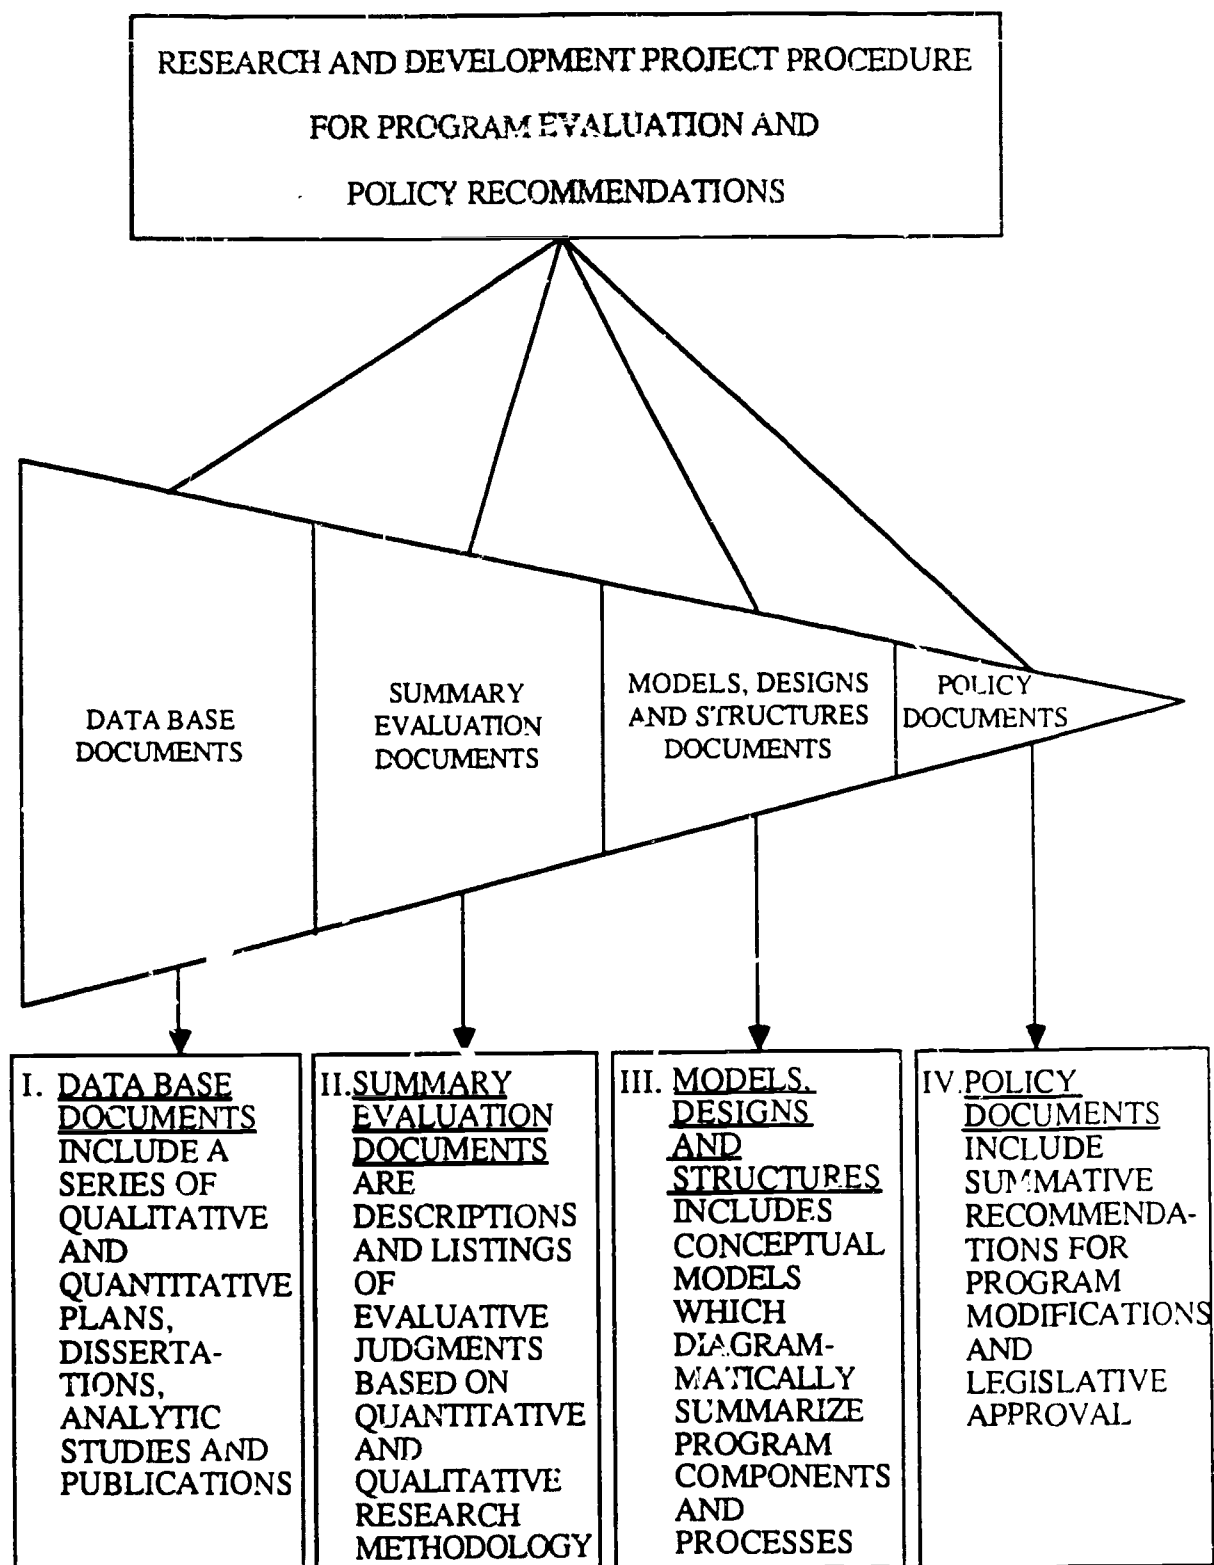 RESEARCH AND DEVELOPMENT PROJECT PROCEDURE
FOR PROGRAM EVALUATION AND
POLICY RECOMMENDATIONS
DATA BASE
DOCUMENTS
SUMMARY
EVALUATION
DOCUMENTS
MODELS, DESIGNS
AND STRUCTURES
DOCUMENTS
POLICY
DOCUMENTS
I. DATA BASE
DOCUMENTS
INCLUDE A
SERIES OF
QUALITATIVE
AND
QUANTITATIVE
PLANS,
DISSERTA-
TIONS,
ANALYTIC
STUDIES AND
PUBLICATIONS
II. SUMMARY
EVALUATION
DOCUMENTS
ARE
DESCRIPTIONS
AND LISTINGS
OF
EVALUATIVE
JUDGMENTS
BASED ON
QUANTITATIVE
AND
QUALITATIVE
RESEARCH
METHODOLOGY
III. MODELS,
DESIGNS
AND
STRUCTURES
INCLUDES
CONCEPTUAL
MODELS
WHICH
DIAGRAM-
MATICALLY
SUMMARIZE
PROGRAM
COMPONENTS
AND
PROCESSES
IV. POLICY
DOCUMENTS
INCLUDE
SUMMATIVE
RECOMMENDA-
TIONS FOR
PROGRAM
MODIFICATIONS
AND
LEGISLATIVE
APPROVAL